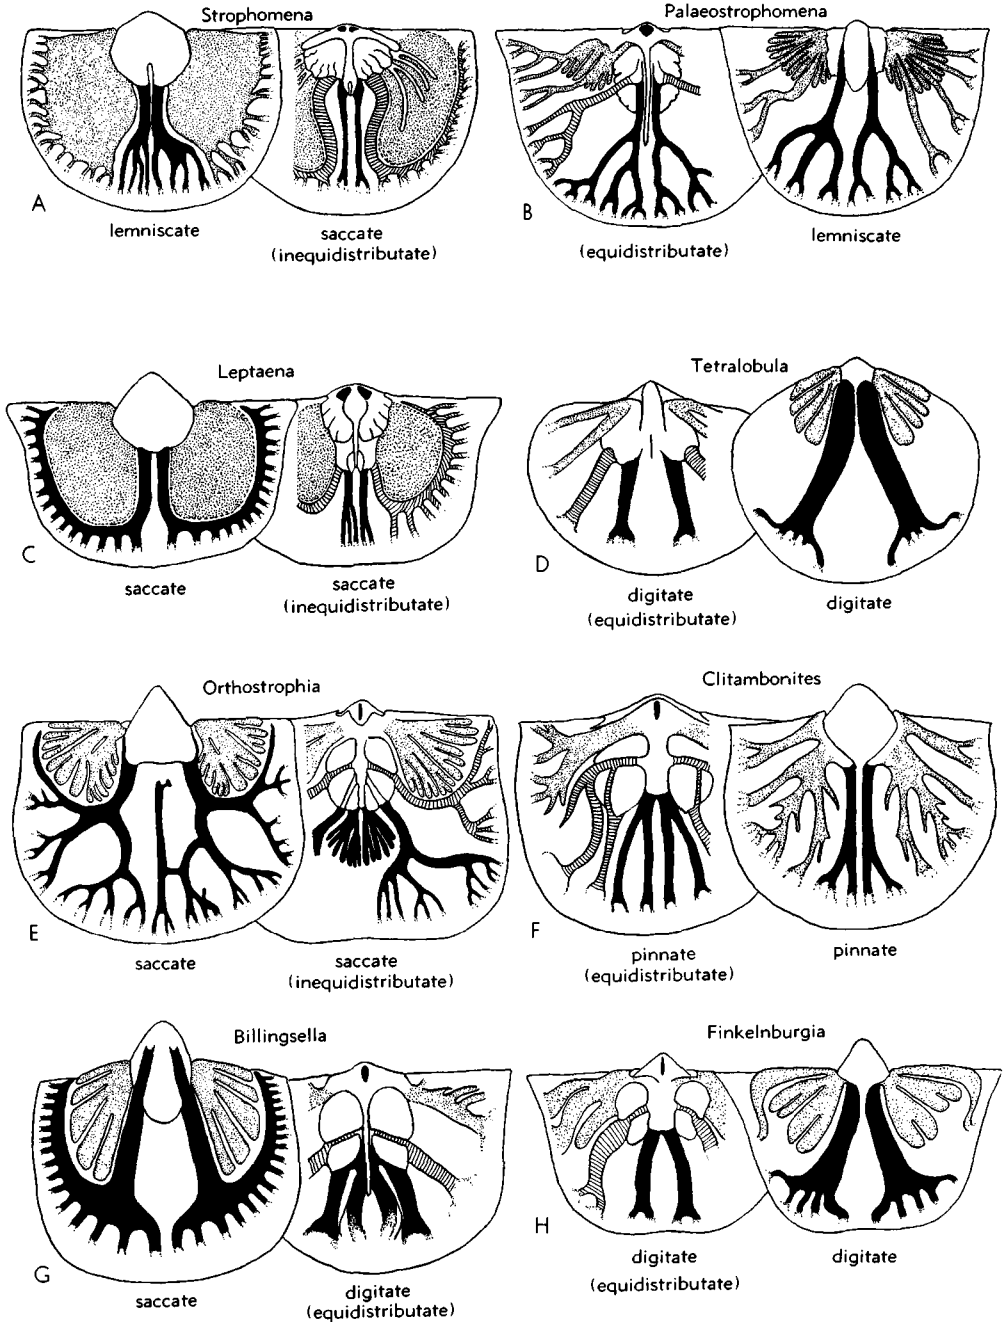 Strophomena
A
lemniscate
saccate
(inequidistributate)
Palaeostrophomena
B
(equidistributate)
lemniscate
Leptaena
C
saccate
saccate
(inequidistributate)
Tetralobula
D
digitate
(equidistributate)
digitate
Orthostrophia
E
saccate
saccate
(inequidistributate)
Clitambonites
F
pinnate
(equidistributate)
pinnate
Billingsella
G
saccate
digitate
(equidistributate)
Finkelnburgia
H
digitate
(equidistributate)
digitate